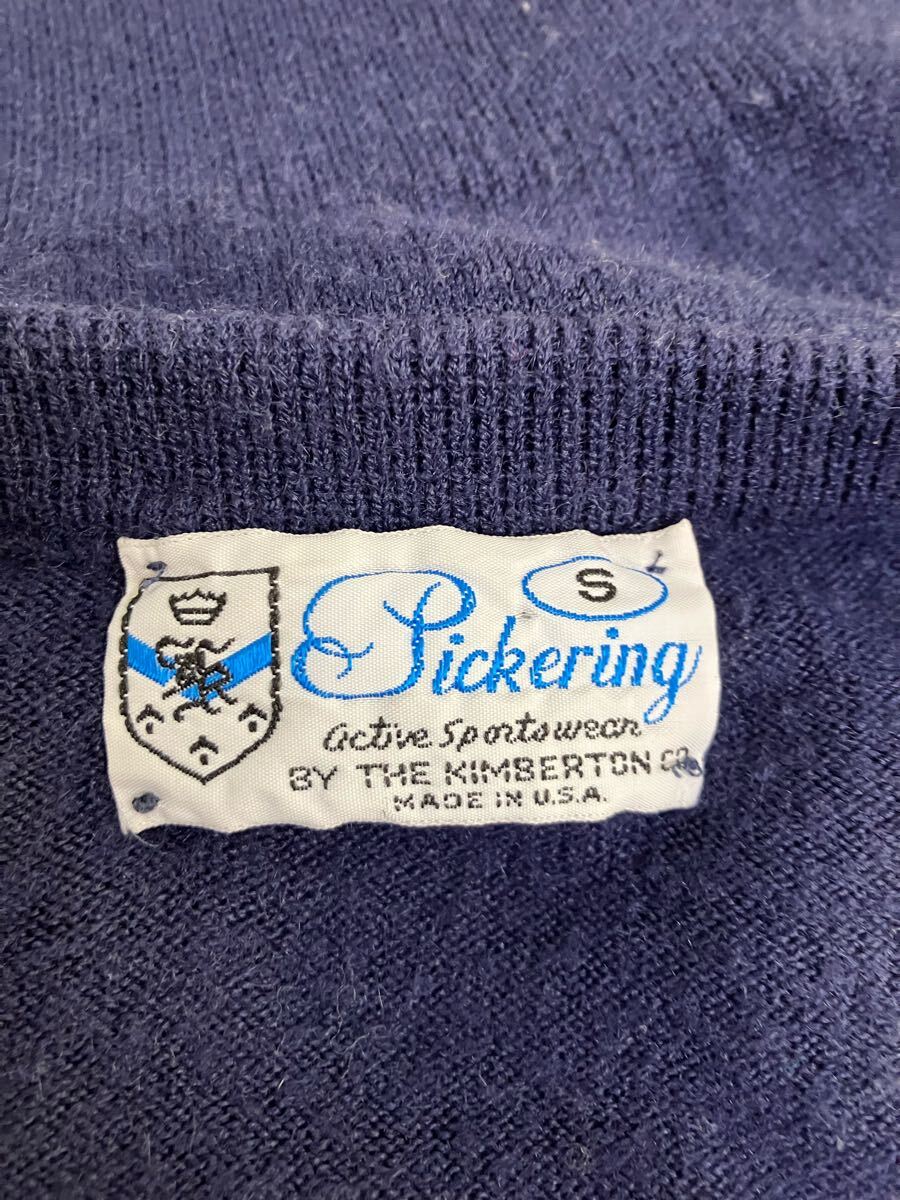 S
Pickering
active Sportswear
BY THE KIMBERTON CO.
MADE IN U.S.A.